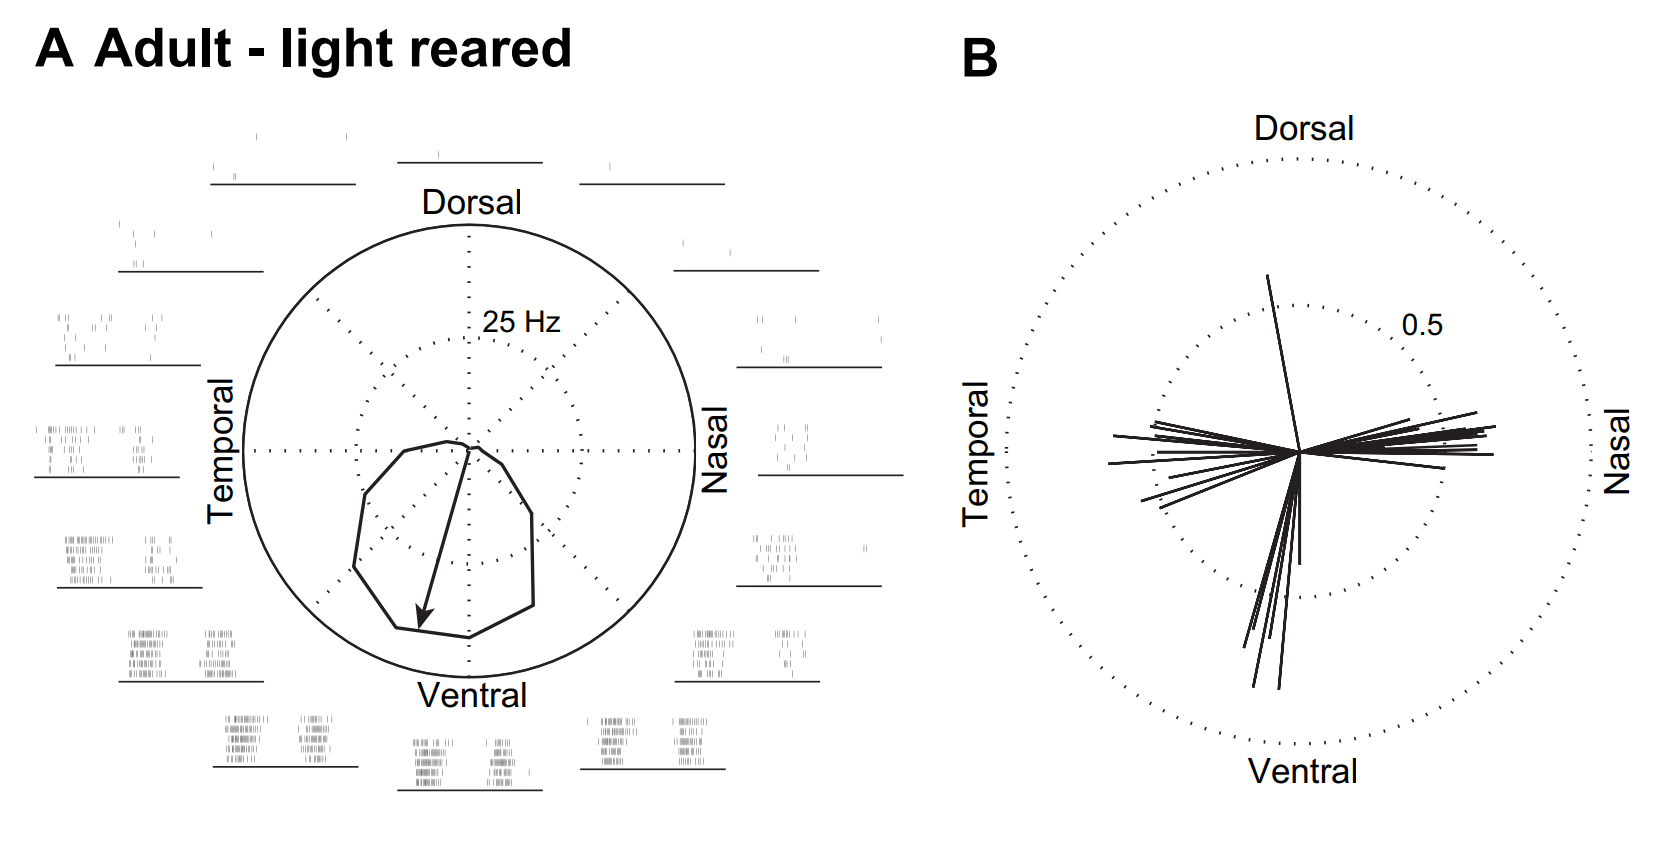 A Adult - light reared
Dorsal
25 Hz
Temporal
Nasal
Ventral
B
Dorsal
0.5
Temporal
Nasal
Ventral